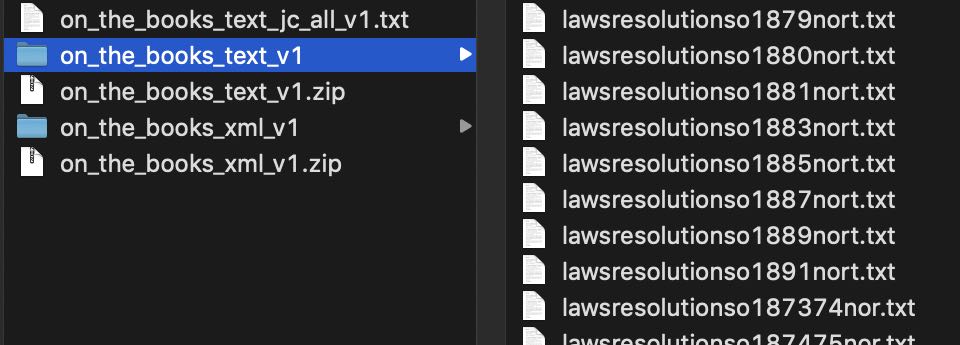 on_the_books_text_jc_all_v1.txt
on_the_books_text_v1
on_the_books_text_v1.zip
on_the_books_xml_v1
on_the_books_xml_v1.zip
lawsresolutionso1879nort.txt
lawsresolutionso1880nort.txt
lawsresolutionso1881nort.txt
lawsresolutionso1883nort.txt
lawsresolutionso1885nort.txt
lawsresolutionso1887nort.txt
lawsresolutionso1889nort.txt
lawsresolutionso1891nort.txt
lawsresolutionso187374nor.txt
lawsresolutionso187475nor.txt